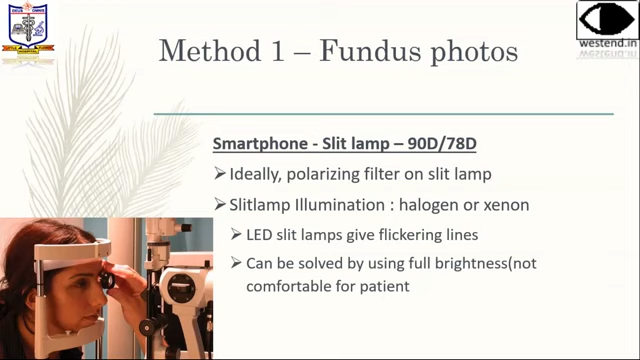 Method 1 – Fundus photos
westend.in
Smartphone - Slit lamp – 90D/78D
Ideally, polarizing filter on slit lamp
Slitlamp Illumination : halogen or xenon
LED slit lamps give flickering lines
Can be solved by using full brightness(not
comfortable for patient